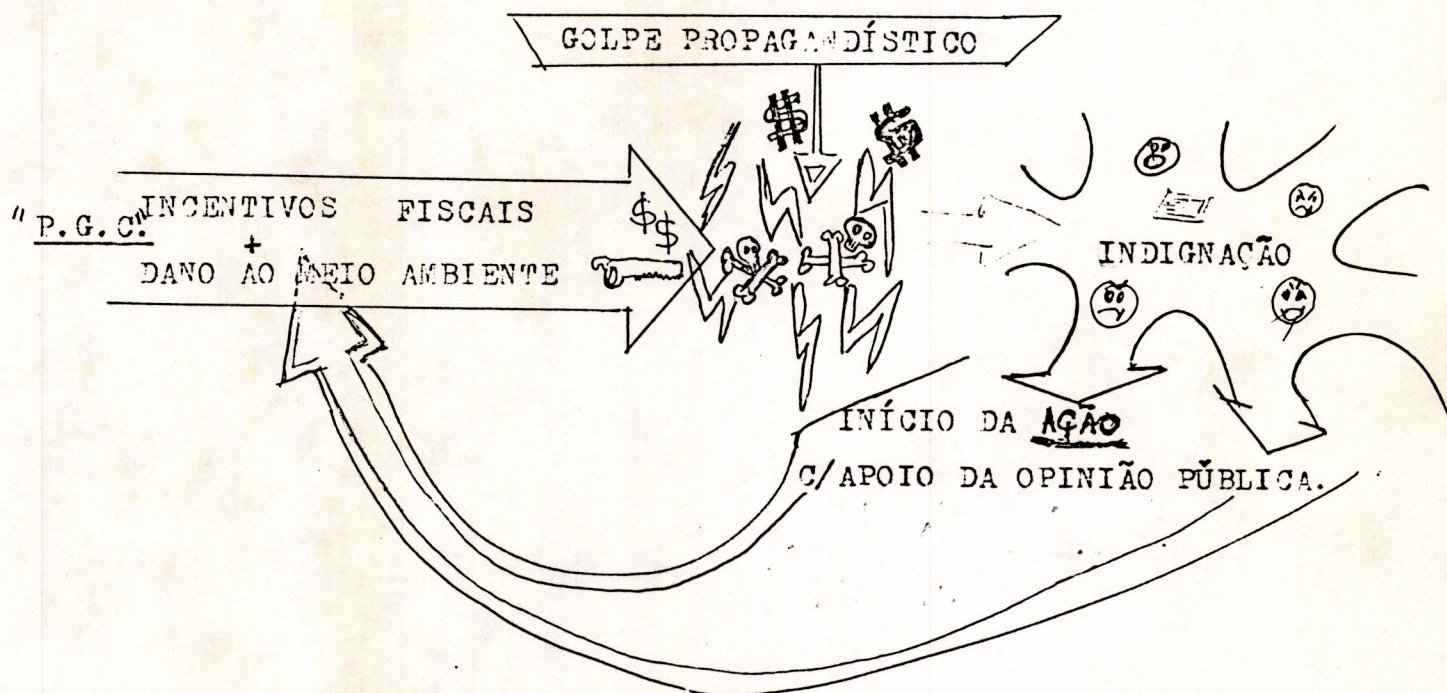 GOLPE PROPAGANDÍSTICO
"P.G.C."
INCENTIVOS FISCAIS
+
DANO AO MEIO AMBIENTE
$$
INDIGNAÇÃO
INÍCIO DA AÇÃO
C/APOIO DA OPINIÃO PÚBLICA.